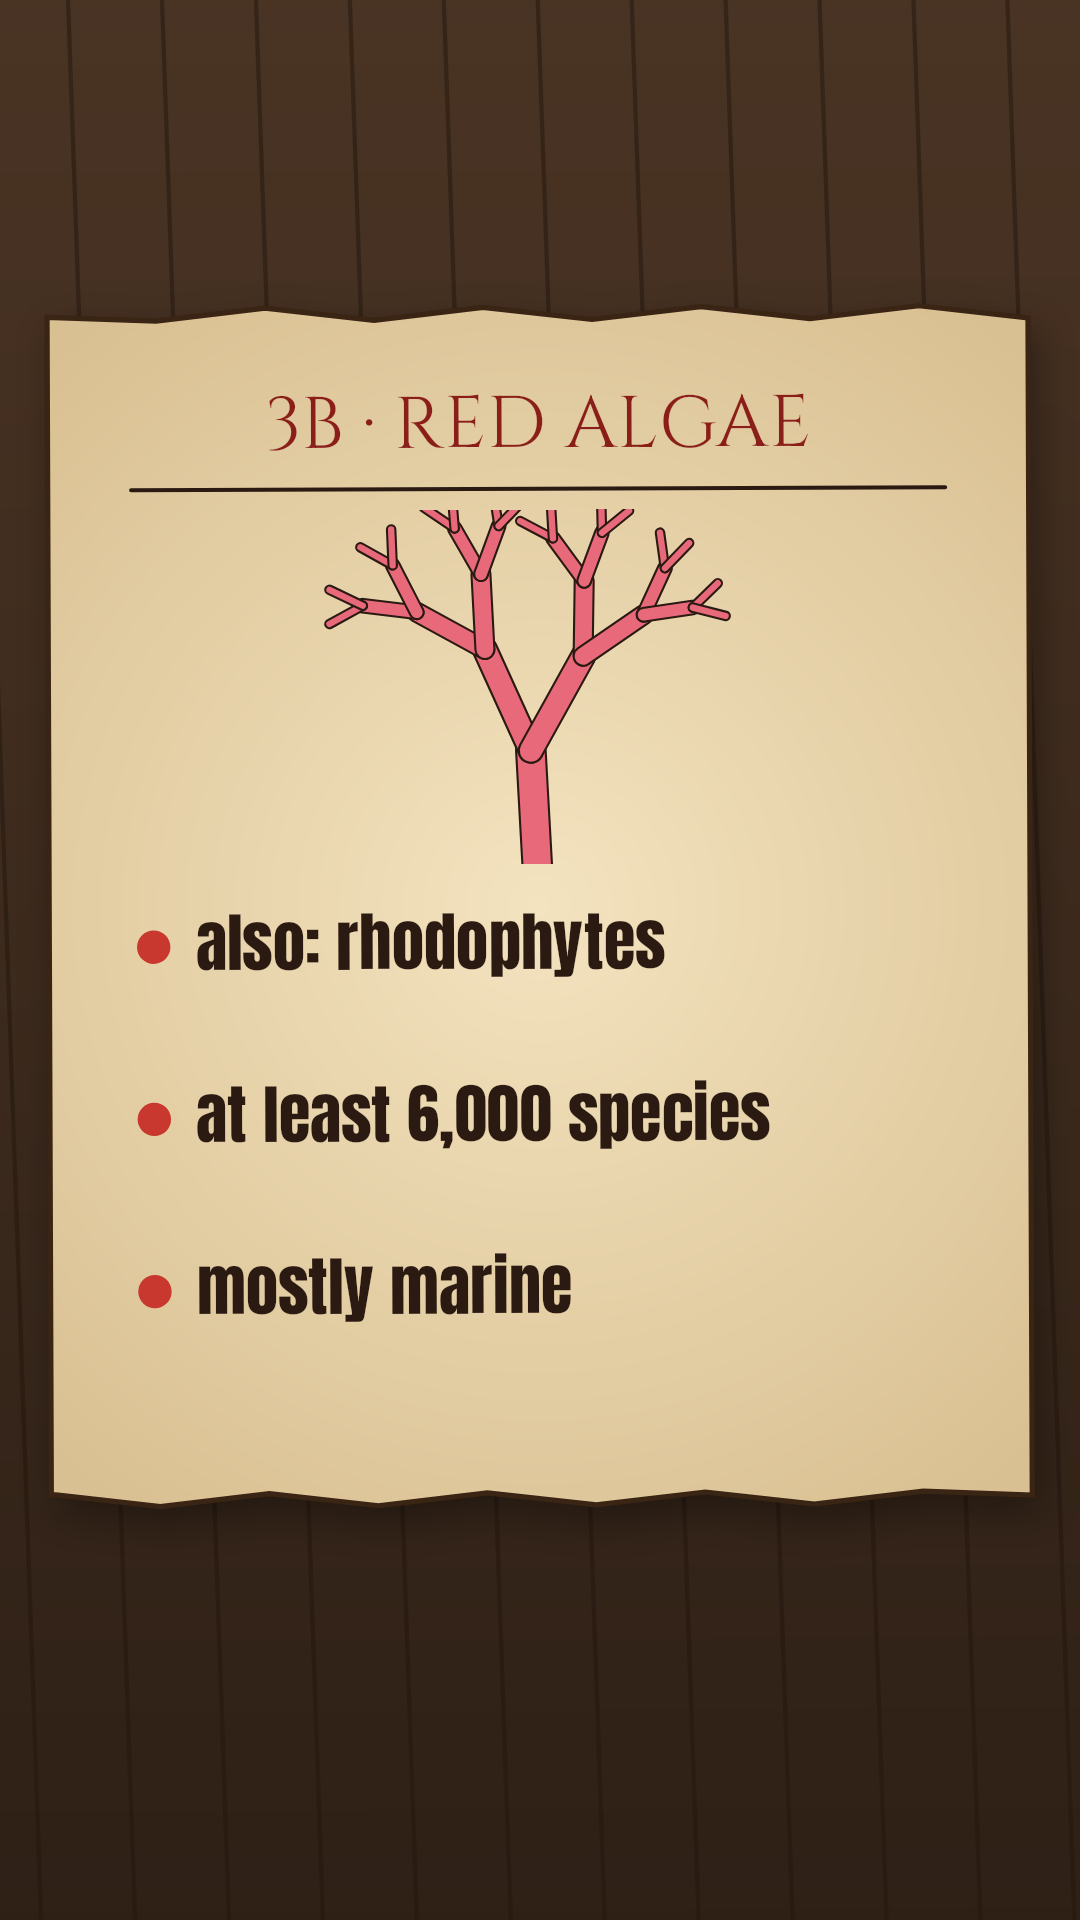 3B · RED ALGAE
also: rhodophytes
at least 6,000 species
mostly marine